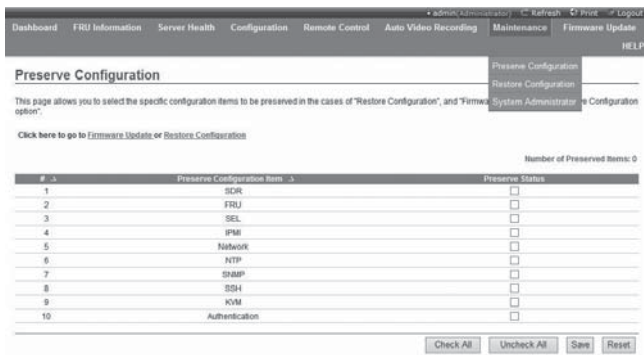 • admin(Administrator) Refresh Print Logout
Dashboard FRU Information Server Health Configuration Remote Control Auto Video Recording Maintenance Firmware Update
HELP
Preserve Configuration
Restore Configuration
System Administrator
Preserve Configuration
This page allows you to select the specific configuration items to be preserved in the cases of "Restore Configuration", and "Firmwa
Configuration
option".
Click here to go to Firmware Update or Restore Configuration
Number of Preserved Items: 0
# Preserve Configuration Item Preserve Status
1 SDR
2 FRU
3 SEL
4 IPMI
5 Network
6 NTP
7 SNMP
8 SSH
9 KVM
10 Authentication
Check All Uncheck All Save Reset